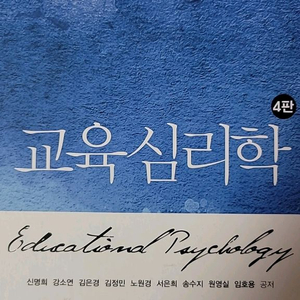 4판
교육심리학
Educational Psychology
신명희 강소연 김은경 김정민 노원경 서은희 송수지 원영실 임호용 공저